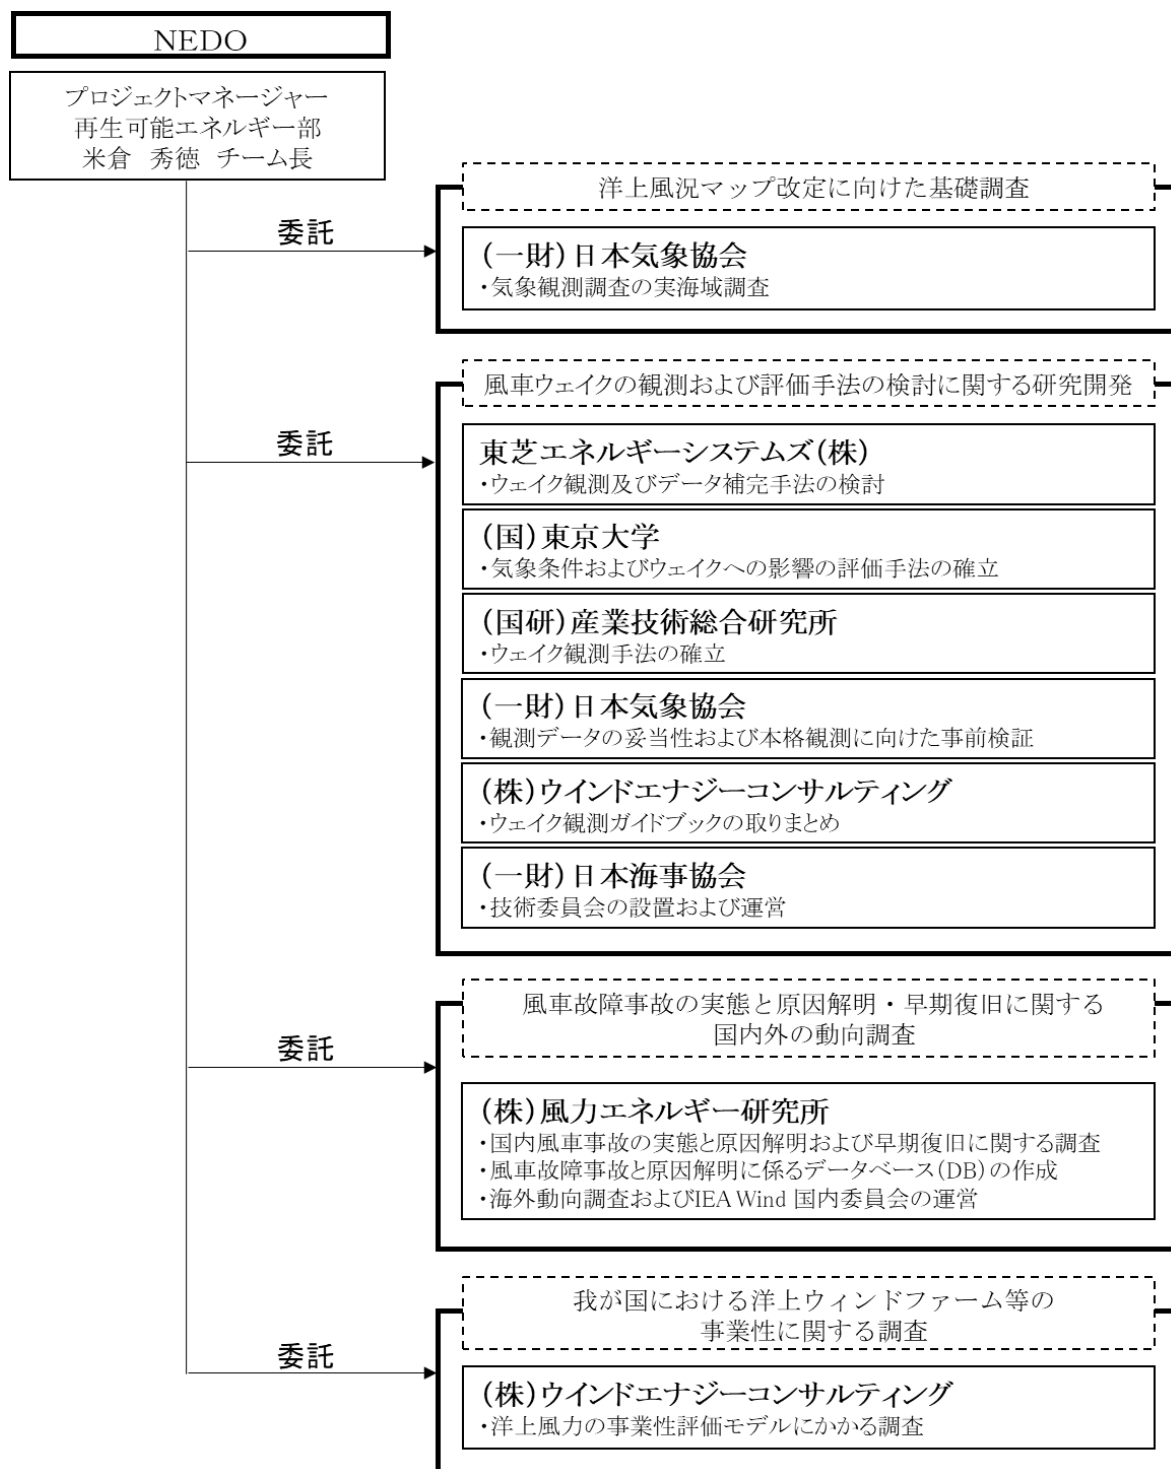 NEDO
プロジェクトマネージャー
再生可能エネルギー部
米倉 秀徳 チーム長
洋上風況マップ改定に向けた基礎調査
委託
(一財)日本気象協会
・気象観測調査の実海域調査
風車ウェイクの観測および評価手法の検討に関する研究開発
委託
東芝エネルギーシステムズ(株)
・ウェイク観測及びデータ補完手法の検討
(国)東京大学
・気象条件およびウェイクへの影響の評価手法の確立
(国研)産業技術総合研究所
・ウェイク観測手法の確立
(一財)日本気象協会
・観測データの妥当性および本格観測に向けた事前検証
(株)ウインドエナジーコンサルティング
・ウェイク観測ガイドブックの取りまとめ
(一財)日本海事協会
・技術委員会の設置および運営
風車故障事故の実態と原因解明・早期復旧に関する
国内外の動向調査
委託
(株)風力エネルギー研究所
・国内風車事故の実態と原因解明および早期復旧に関する調査
・風車故障事故と原因解明に係るデータベース(DB)の作成
・海外動向調査およびIEA Wind 国内委員会の運営
我が国における洋上ウィンドファーム等の
事業性に関する調査
委託
(株)ウインドエナジーコンサルティング
・洋上風力の事業性評価モデルにかかる調査